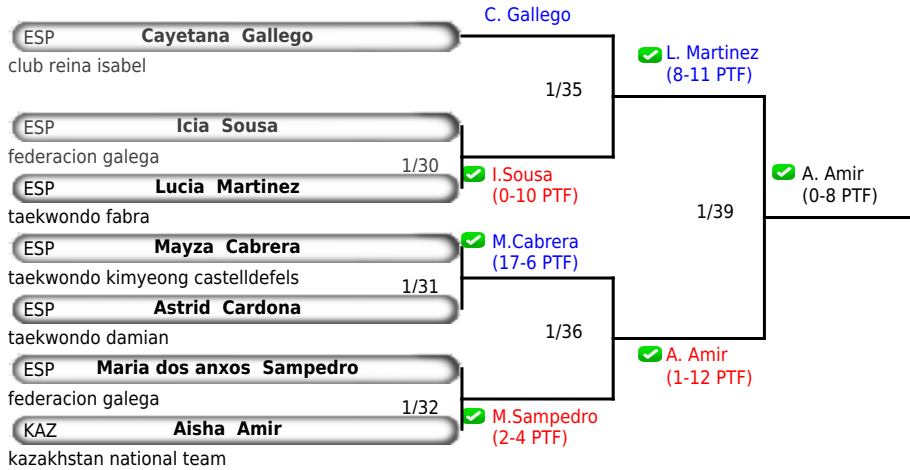 C. Gallego
ESP Cayetana Gallego
club reina isabel
L. Martinez
(8-11 PTF)
1/35
ESP Icia Sousa
federacion galega
1/30
I.Sousa
(0-10 PTF)
ESP Lucia Martinez
taekwondo fabra
A. Amir
(0-8 PTF)
1/39
ESP Mayza Cabrera
M.Cabrera
(17-6 PTF)
taekwondo kimyeong castelldefels
1/31
ESP Astrid Cardona
taekwondo damian
1/36
A. Amir
(1-12 PTF)
ESP Maria dos anxos Sampedro
federacion galega
1/32
M.Sampedro
(2-4 PTF)
KAZ Aisha Amir
kazakhstan national team